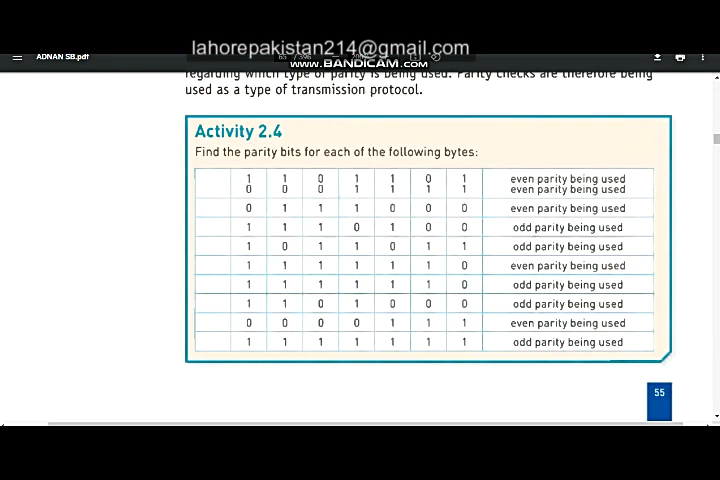 lahorepakistan214@gmail.com
www.BANDICAM.com
ADNAN SB.pdf
regarding which type of parity is being used. Parity checks are therefore being
used as a type of transmission protocol.
Activity 2.4
Find the parity bits for each of the following bytes:
1 1 0 1 1 0 1 even parity being used
0 0 0 1 1 1 1 even parity being used
0 1 1 1 0 0 0 even parity being used
1 1 1 0 1 0 0 odd parity being used
1 0 1 1 0 1 1 odd parity being used
1 1 1 1 1 1 0 even parity being used
1 1 1 1 1 1 0 odd parity being used
1 1 0 1 0 0 0 odd parity being used
0 0 0 0 1 1 1 even parity being used
1 1 1 1 1 1 1 odd parity being used
55